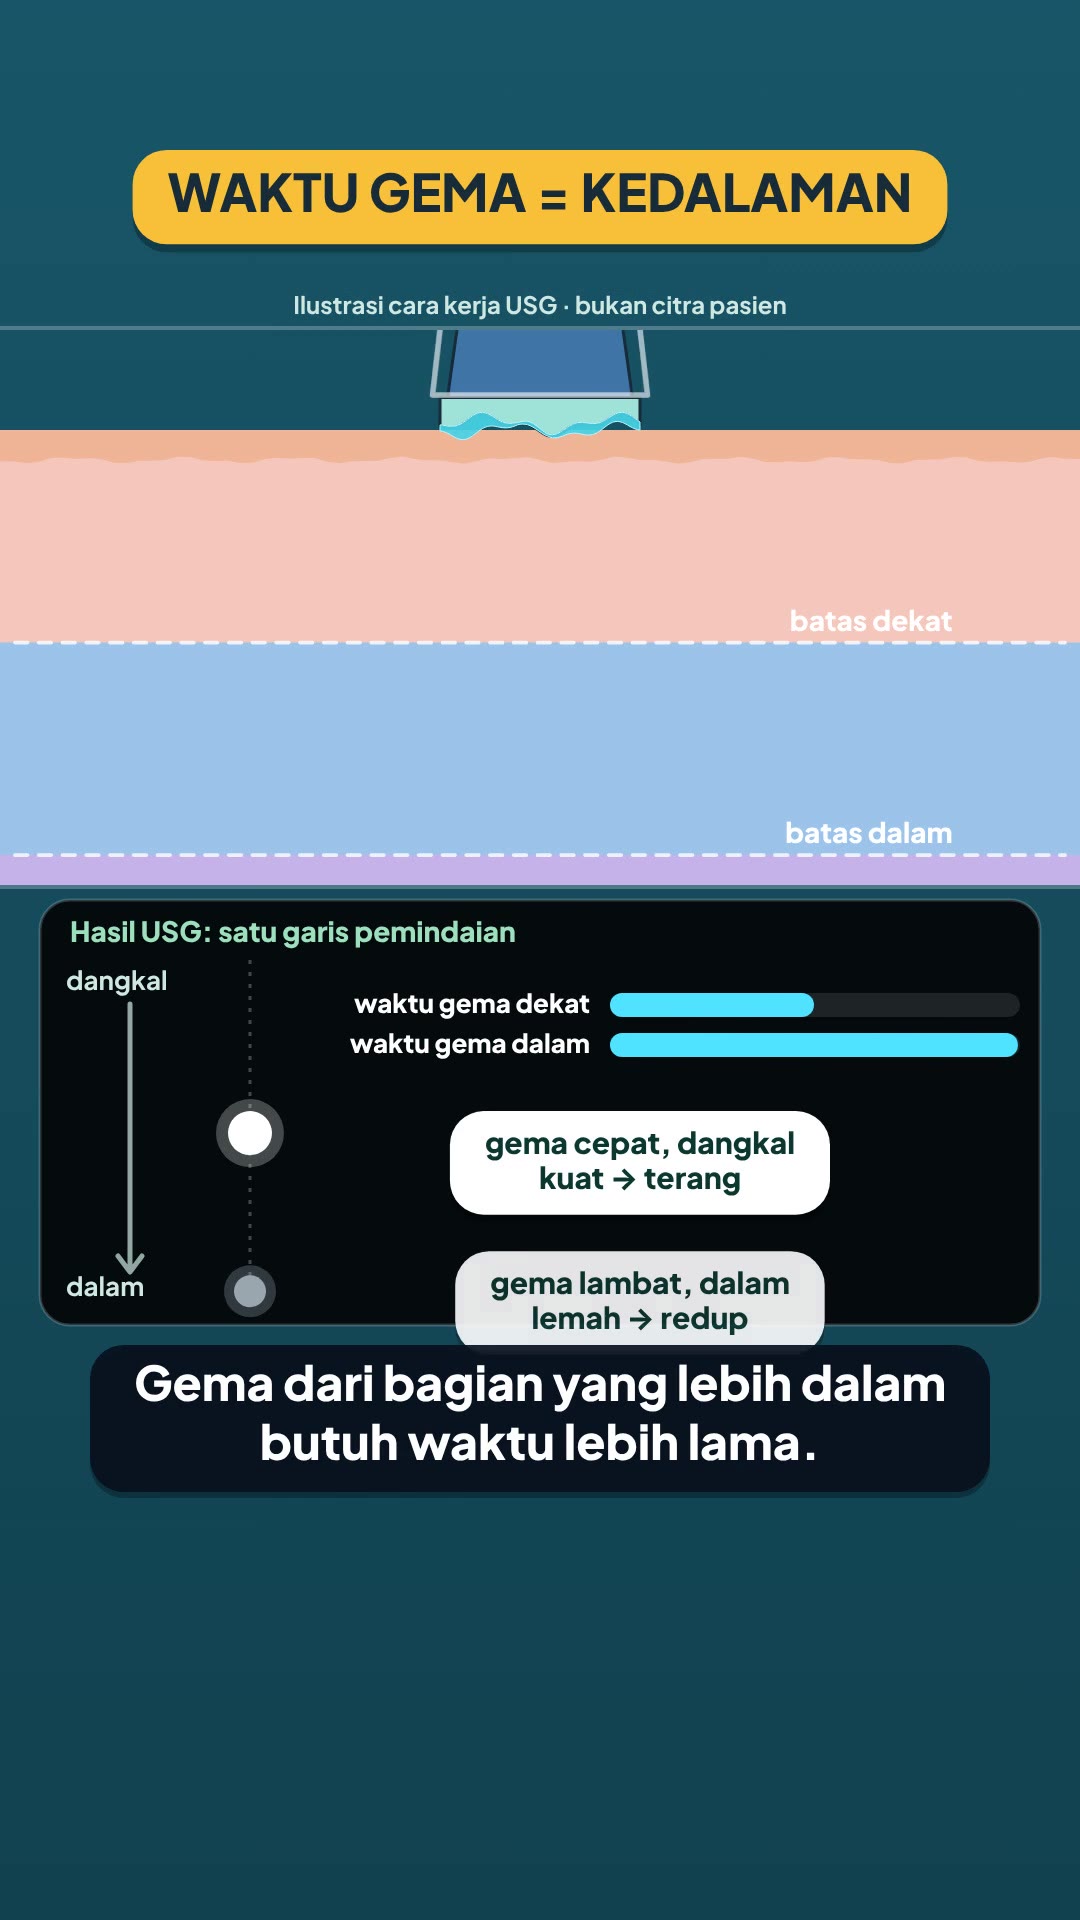 WAKTU GEMA = KEDALAMAN
Ilustrasi cara kerja USG · bukan citra pasien
batas dekat
batas dalam
Hasil USG: satu garis pemindaian
dangkal
waktu gema dekat
waktu gema dalam
gema cepat, dangkal
kuat → terang
dalam
gema lambat, dalam
lemah → redup
Gema dari bagian yang lebih dalam
butuh waktu lebih lama.